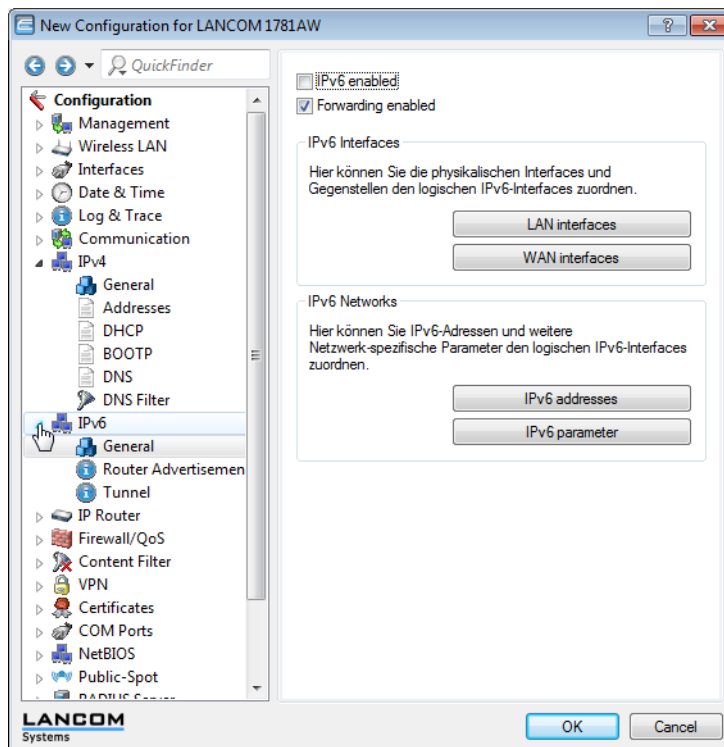 New Configuration for LANCOM 1781AW
QuickFinder
Configuration
Management
Wireless LAN
Interfaces
Date & Time
Log & Trace
Communication
IPv4
General
Addresses
DHCP
BOOTP
DNS
DNS Filter
IPv6
General
Router Advertisemen
Tunnel
IP Router
Firewall/QoS
Content Filter
VPN
Certificates
COM Ports
NetBIOS
Public-Spot
RADIUS Server
IPv6 enabled
Forwarding enabled
IPv6 Interfaces
Hier können Sie die physikalischen Interfaces und
Gegenstellen den logischen IPv6-Interfaces zuordnen.
LAN interfaces
WAN interfaces
IPv6 Networks
Hier können Sie IPv6-Adressen und weitere
Netzwerk-spezifische Parameter den logischen IPv6-Interfaces
zuordnen.
IPv6 addresses
IPv6 parameter
LANCOM
Systems
OK
Cancel